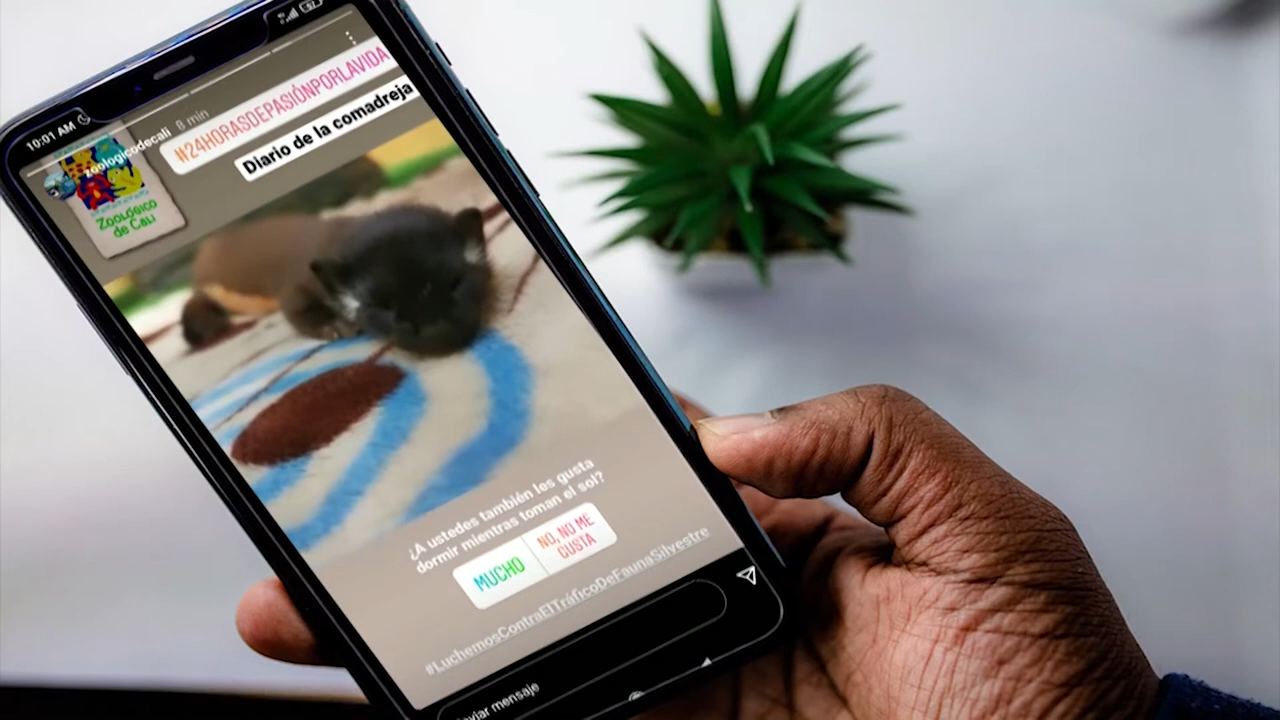 10:01 AM
zoologicodecali 8 min
#24HORASDEPASIÓNPORLAVIDA
Diario de la comadreja
ZOOLÓGICO
de CALI
¿A ustedes también les gusta
dormir mientras toman el sol?
MUCHO
NO, NO ME
GUSTA
#LuchemosContraElTráficoDeFaunaSilvestre
mensaje